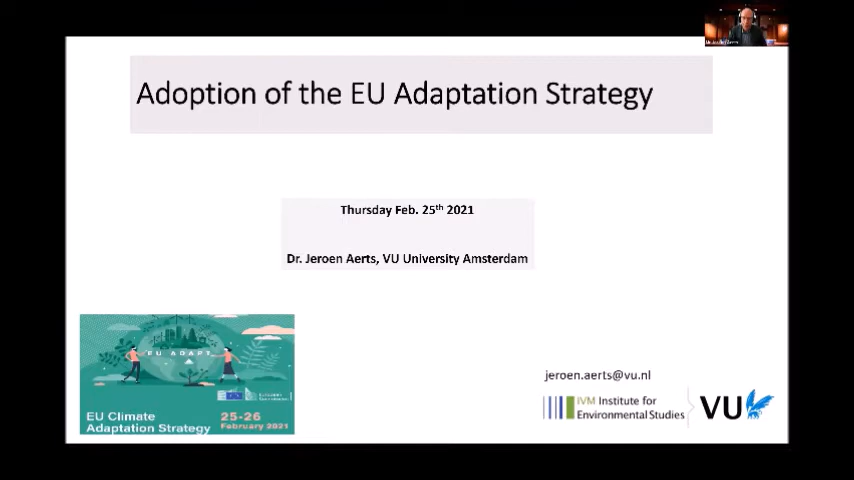 Adoption of the EU Adaptation Strategy
Thursday Feb. 25th 2021
Dr. Jeroen Aerts, VU University Amsterdam
EU ADAPT
EU Climate
Adaptation Strategy
25-26
February 2021
jeroen.aerts@vu.nl
IVM Institute for
Environmental Studies
VU